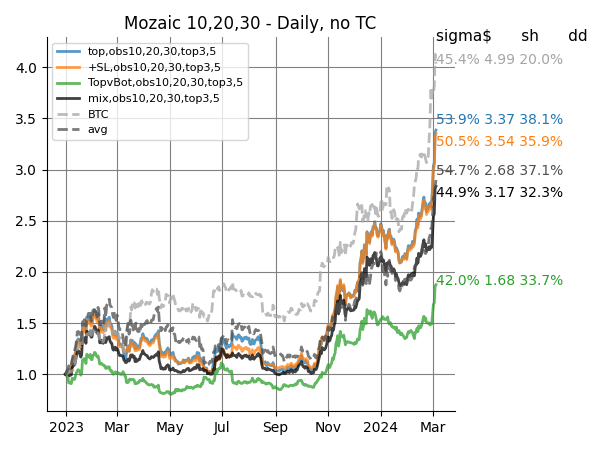 Mozaic 10,20,30 - Daily, no TC
sigma$ sh dd
top,obs10,20,30,top3,5
+SL,obs10,20,30,top3,5
TopvBot,obs10,20,30,top3,5
mix,obs10,20,30,top3,5
BTC
avg
45.4% 4.99 20.0%
53.9% 3.37 38.1%
50.5% 3.54 35.9%
54.7% 2.68 37.1%
44.9% 3.17 32.3%
42.0% 1.68 33.7%
4.0
3.5
3.0
2.5
2.0
1.5
1.0
2023 Mar May Jul Sep Nov 2024 Mar